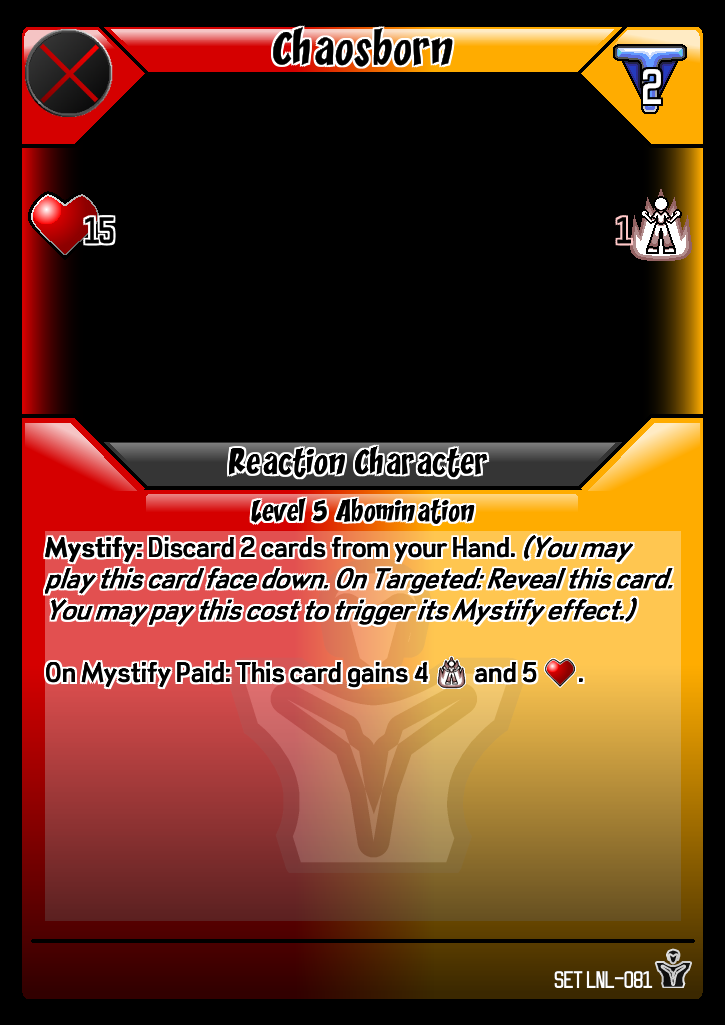 Chaosborn
2
15
1
Reaction Character
Level 5 Abomination
Mystify: Discard 2 cards from your Hand. (You may
play this card face down. On Targeted: Reveal this card.
You may pay this cost to trigger its Mystify effect.)
On Mystify Paid: This card gains 4 and 5 .
SET LNL-081